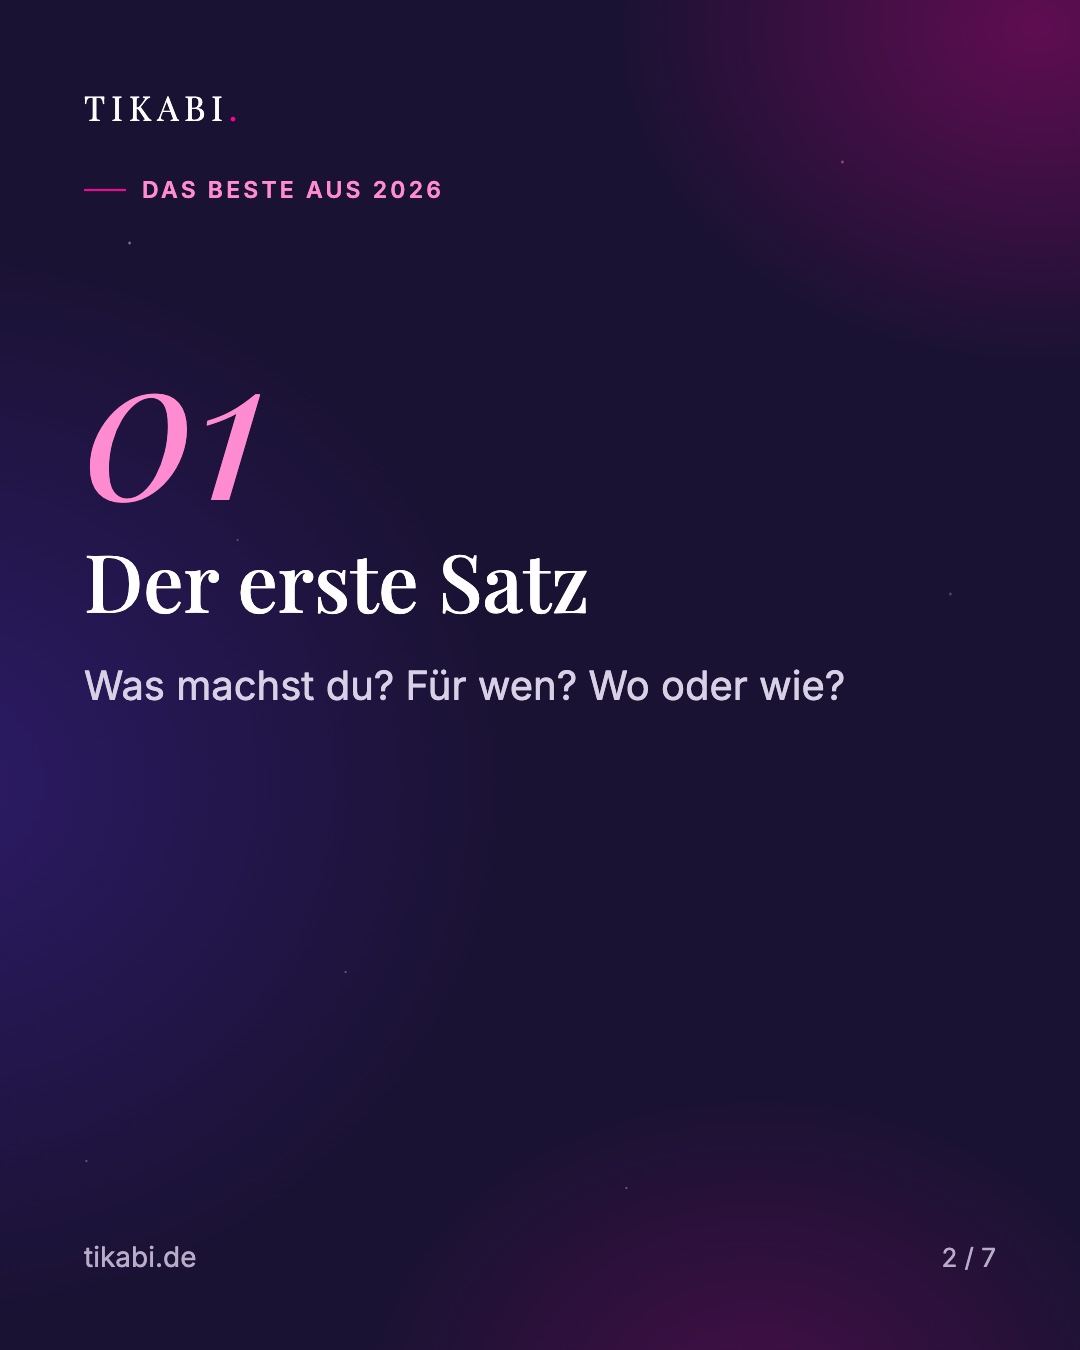 TIKABI.
DAS BESTE AUS 2026
01
Der erste Satz
Was machst du? Für wen? Wo oder wie?
tikabi.de
2 / 7